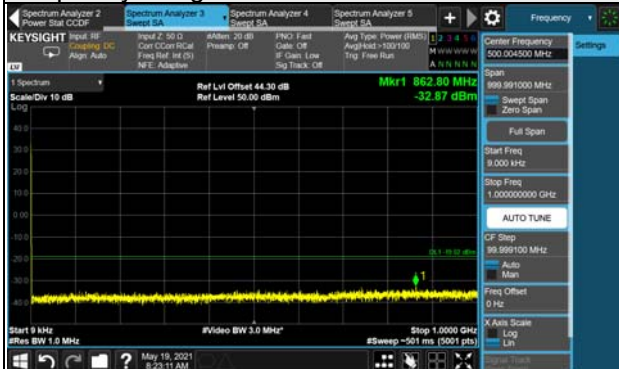 Spectrum Analyzer 2
Power Stat CCDF
Spectrum Analyzer 3
Swept SA
Spectrum Analyzer 4
Swept SA
Spectrum Analyzer 5
Swept SA
+
Frequency
KEYSIGHT
Input: RF
Coupling: DC
Align: Auto
Input Z: 50 Ω
Corr CCorr RCal
Freq Ref: Int (S)
NFE: Adaptive
#Atten: 20 dB
Preamp: Off
PNO: Fast
Gate: Off
IF Gain: Low
Sig Track: Off
Avg Type: Power (RMS)
Avg|Hold:>100/100
Trig: Free Run
1 2 3 4 5 6
M W W W W W
A N N N N N
LXI
1 Spectrum
Scale/Div 10 dB
Log
Ref Lvl Offset 44.30 dB
Ref Level 50.00 dBm
Mkr1 862.80 MHz
-32.87 dBm
40.0
30.0
20.0
10.0
0.00
-10.0
-20.0
-30.0
-40.0
DL1 -19.02 dBm
1
Start 9 kHz
#Res BW 1.0 MHz
#Video BW 3.0 MHz*
Stop 1.0000 GHz
#Sweep ~501 ms (5001 pts)
Center Frequency
500.004500 MHz
Settings
Span
999.991000 MHz
Swept Span
Zero Span
Full Span
Start Freq
9.000 kHz
Stop Freq
1.000000000 GHz
AUTO TUNE
CF Step
99.999100 MHz
Auto
Man
Freq Offset
0 Hz
X Axis Scale
Log
Lin
Signal Track
May 19, 2021
8:23:11 AM